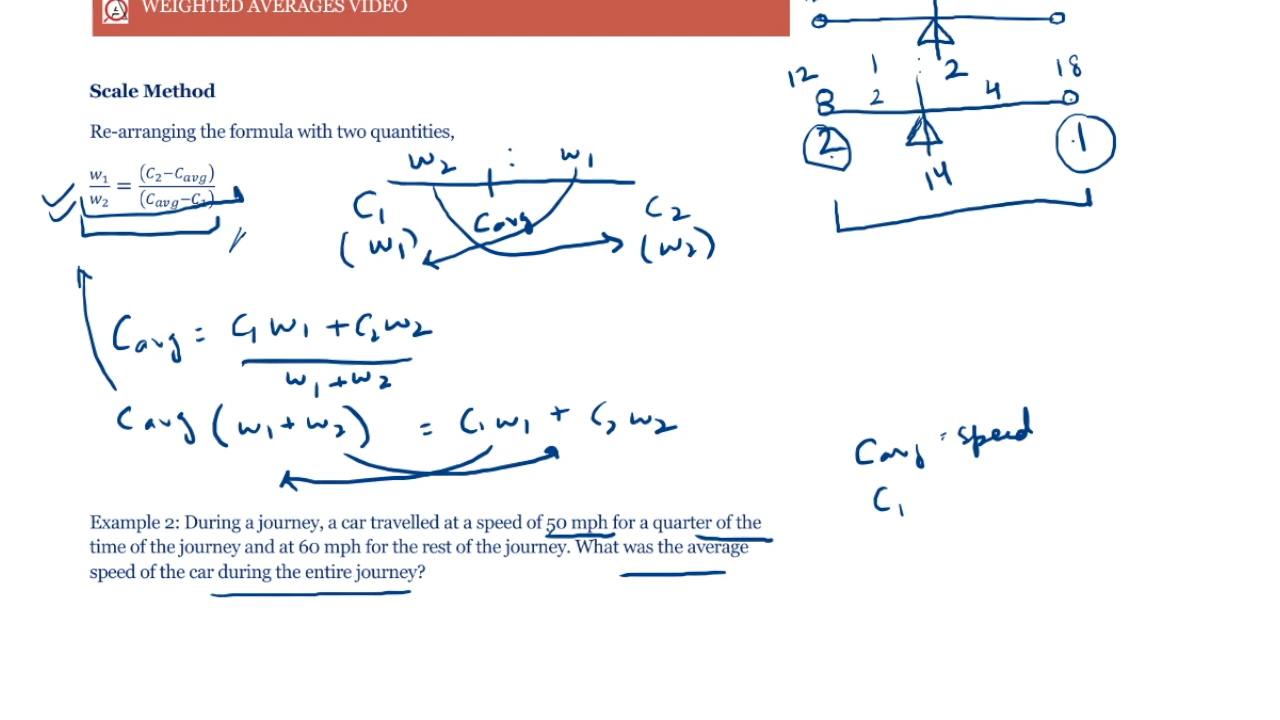 WEIGHTED AVERAGES VIDEO
Scale Method
Re-arranging the formula with two quantities,
w₁/w₂ = (C₂−Cavg)/(Cavg−C₁)
w₂ : w₁
C₁ Cavg C₂
(w₁) (w₂)
1 : 2
12 18
8 2 4
2 1
14
Cavg = C₁w₁ + C₂w₂
w₁ + w₂
Cavg (w₁ + w₂) = C₁w₁ + C₂w₂
Cavg = speed
C₁
Example 2: During a journey, a car travelled at a speed of 50 mph for a quarter of the
time of the journey and at 60 mph for the rest of the journey. What was the average
speed of the car during the entire journey?